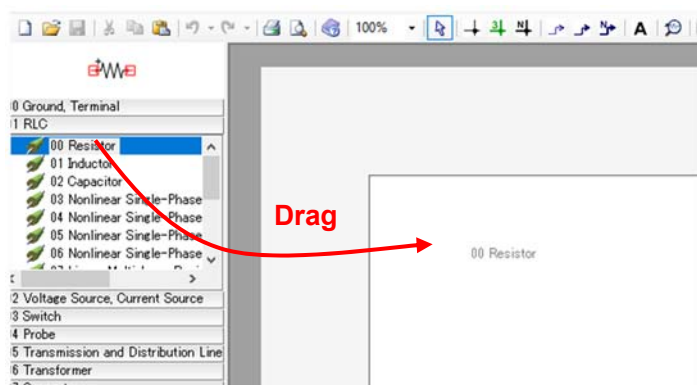 100%
3
N
N
A
0 Ground, Terminal
1 RLC
00 Resistor
01 Inductor
02 Capacitor
03 Nonlinear Single-Phase
04 Nonlinear Single-Phase
05 Nonlinear Single-Phase
06 Nonlinear Single-Phase
Drag
00 Resistor
2 Voltage Source, Current Source
3 Switch
4 Probe
5 Transmission and Distribution Line
6 Transformer